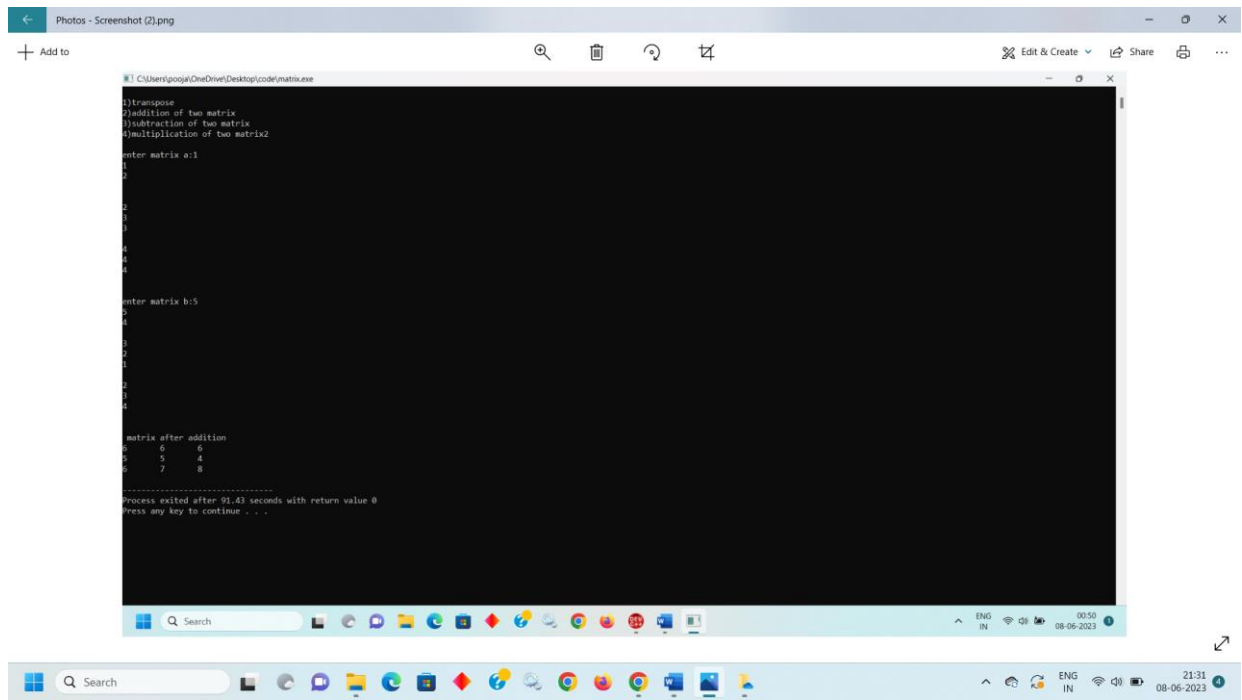 Photos - Screenshot (2).png
Add to
Edit & Create
Share
C:\Users\pooja\OneDrive\Desktop\code\matrix.exe
1)transpose
2)addition of two matrix
3)subtraction of two matrix
4)multiplication of two matrix2
enter matrix a:1
1
2
2
3
3
4
4
4
enter matrix b:5
5
4
3
2
1
2
3
4
matrix after addition
6 6 6
5 5 4
6 7 8
--------------------------------
Process exited after 91.43 seconds with return value 0
Press any key to continue . . .
Search
ENG
IN
00:50
08-06-2023
1
Search
ENG
IN
21:31
08-06-2023
4